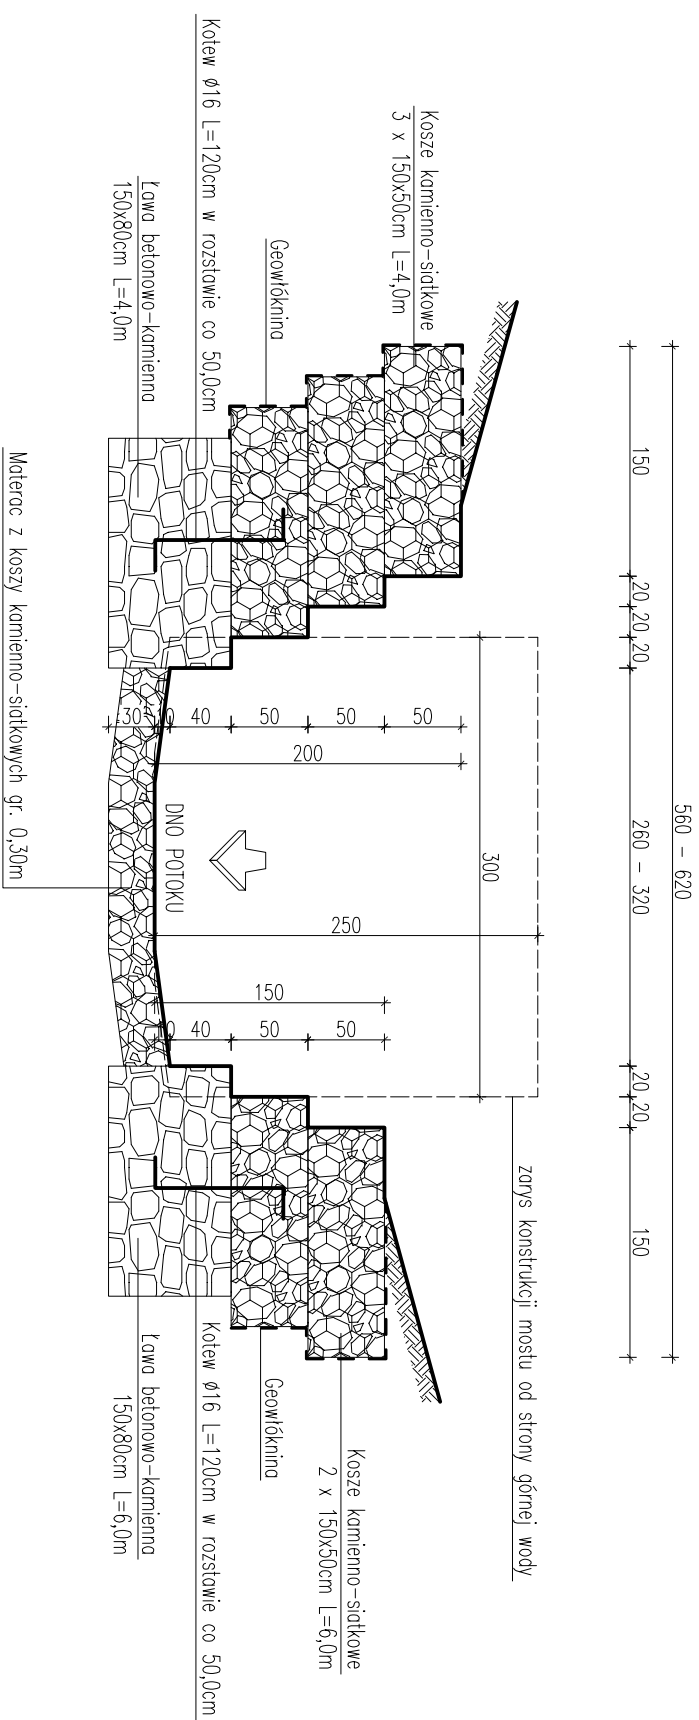 560 – 620
150
20
20
20
260 – 320
20
20
150
300
250
200
150
50
50
50
40
30
50
50
40
DNO POTOKU
zarys konstrukcji mostu od strony górnej wody
Kosze kamienno-siatkowe
3 x 150x50cm L=4,0m
Geowłóknina
Kotew Ø16 L=120cm w rozstawie co 50,0cm
Ława betonowo-kamienna
150x80cm L=4,0m
Materac z koszy kamienno-siatkowych gr. 0,30m
Kosze kamienno-siatkowe
2 x 150x50cm L=6,0m
Geowłóknina
Kotew Ø16 L=120cm w rozstawie co 50,0cm
Ława betonowo-kamienna
150x80cm L=6,0m